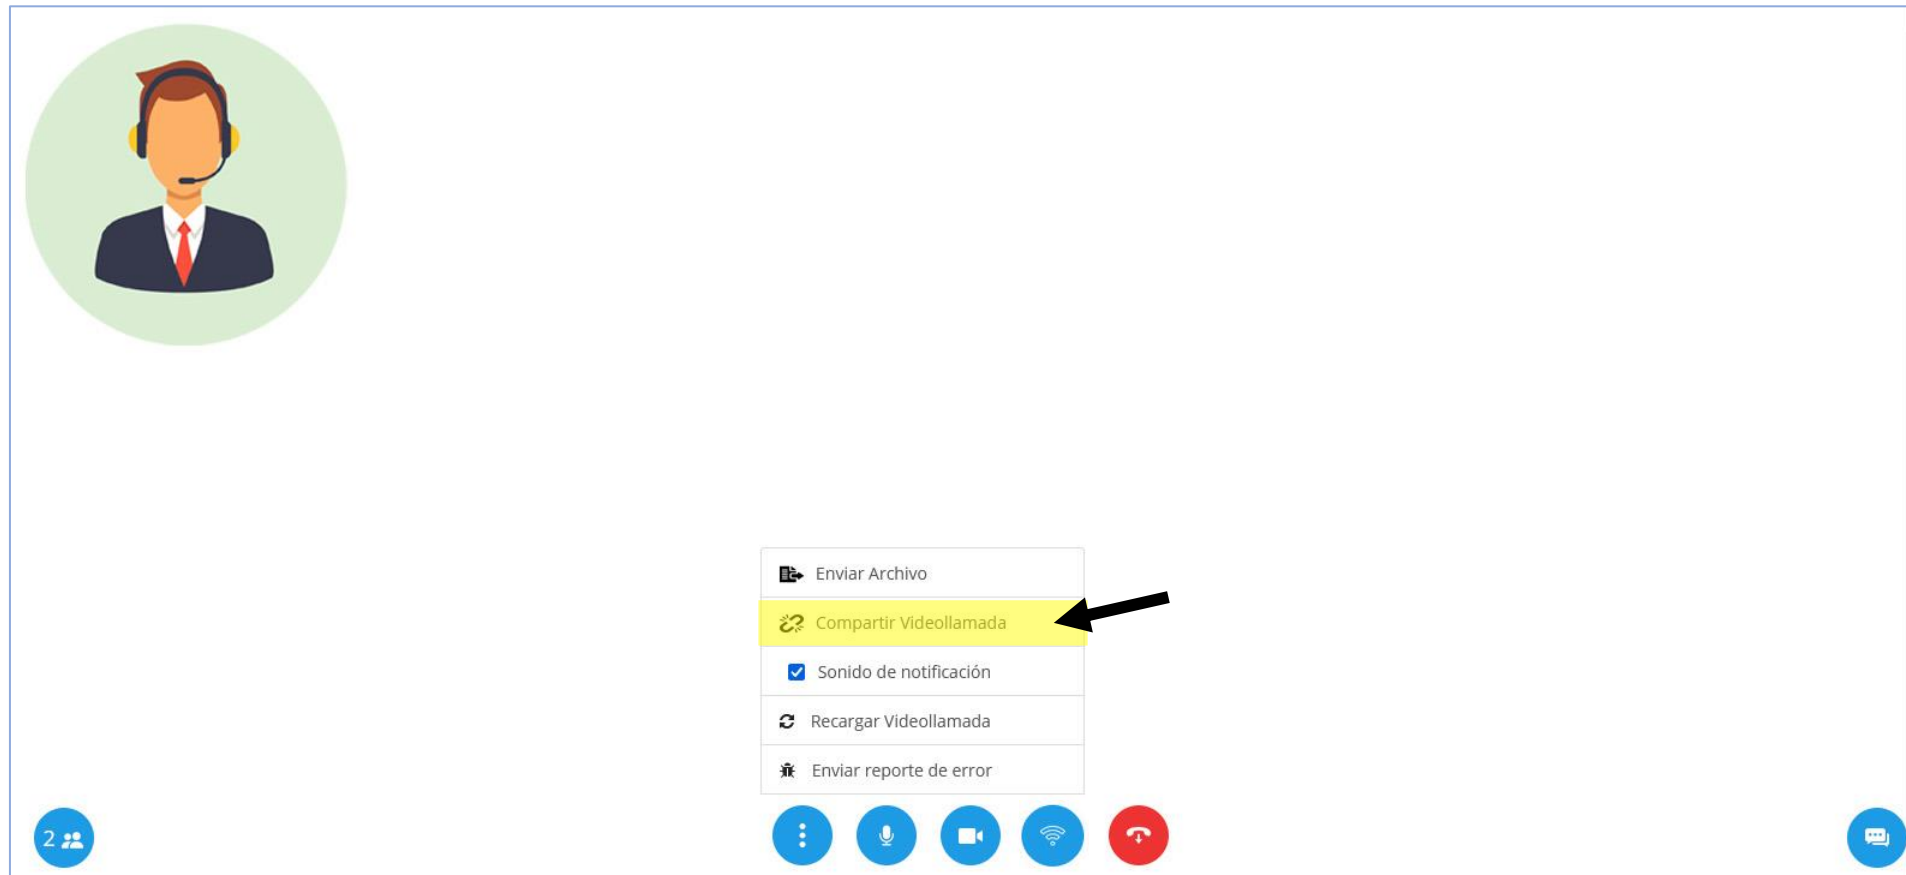 Enviar Archivo
Compartir Videollamada
Sonido de notificación
Recargar Videollamada
Enviar reporte de error
2